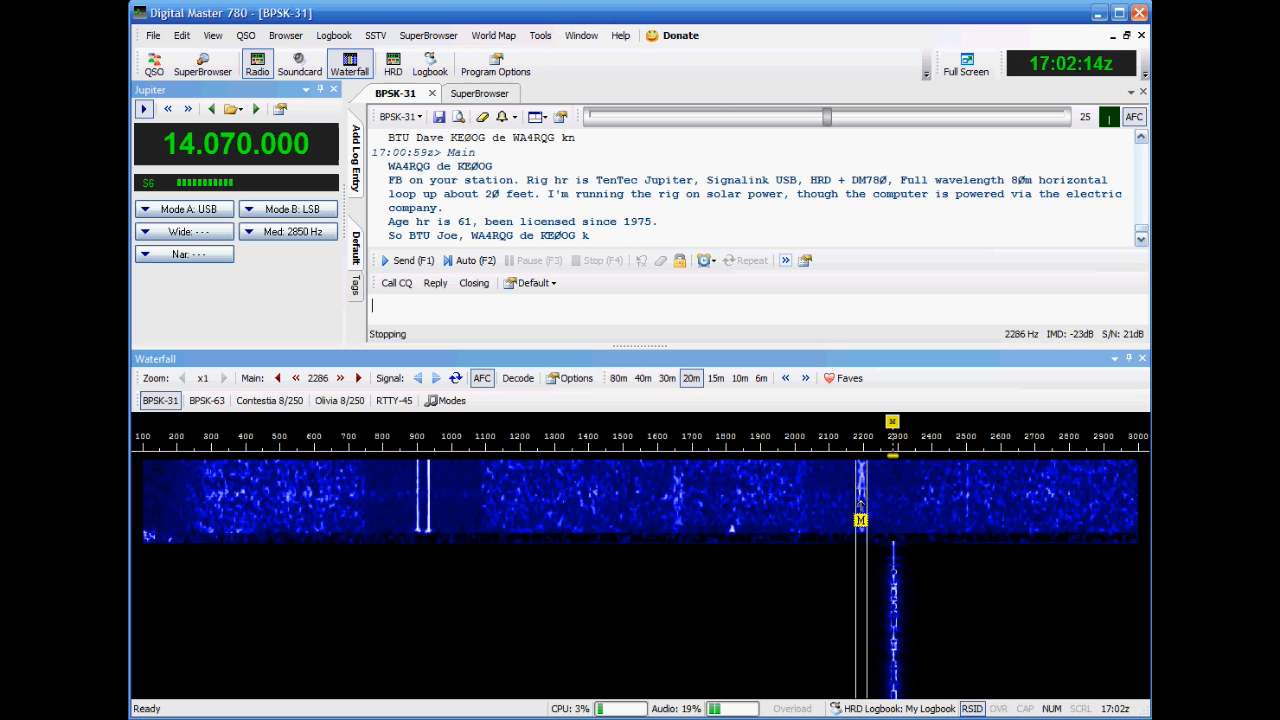 Digital Master 780 - [BPSK-31]
File Edit View QSO Browser Logbook SSTV SuperBrowser World Map Tools Window Help Donate
QSO SuperBrowser Radio Soundcard Waterfall HRD Logbook Program Options Full Screen 17:02:14z
Jupiter
14.070.000
S6
Mode A: USB Mode B: LSB
Wide: - - - Med: 2850 Hz
Nar: - - -
BPSK-31 SuperBrowser
Add Log Entry
Default
Tags
BPSK-31 25 AFC
BTU Dave KEØOG de WA4RQG kn
17:00:59z> Main
WA4RQG de KEØOG
FB on your station. Rig hr is TenTec Jupiter, Signalink USB, HRD + DM78Ø, Full wavelength 8Øm horizontal
loop up about 2Ø feet. I'm running the rig on solar power, though the computer is powered via the electric
company.
Age hr is 61, been licensed since 1975.
So BTU Joe, WA4RQG de KEØOG k
Send (F1) Auto (F2) Pause (F3) Stop (F4) Repeat
Call CQ Reply Closing Default
Stopping 2286 Hz IMD: -23dB S/N: 21dB
Waterfall
Zoom: x1 Main: 2286 Signal: AFC Decode Options 80m 40m 30m 20m 15m 10m 6m Faves
BPSK-31 BPSK-63 Contestia 8/250 Olivia 8/250 RTTY-45 Modes
M
100 200 300 400 500 600 700 800 900 1000 1100 1200 1300 1400 1500 1600 1700 1800 1900 2000 2100 2200 2300 2400 2500 2600 2700 2800 2900 3000
M
Ready CPU: 3% Audio: 19% Overload HRD Logbook: My Logbook RSID OVR CAP NUM SCRL 17:02z